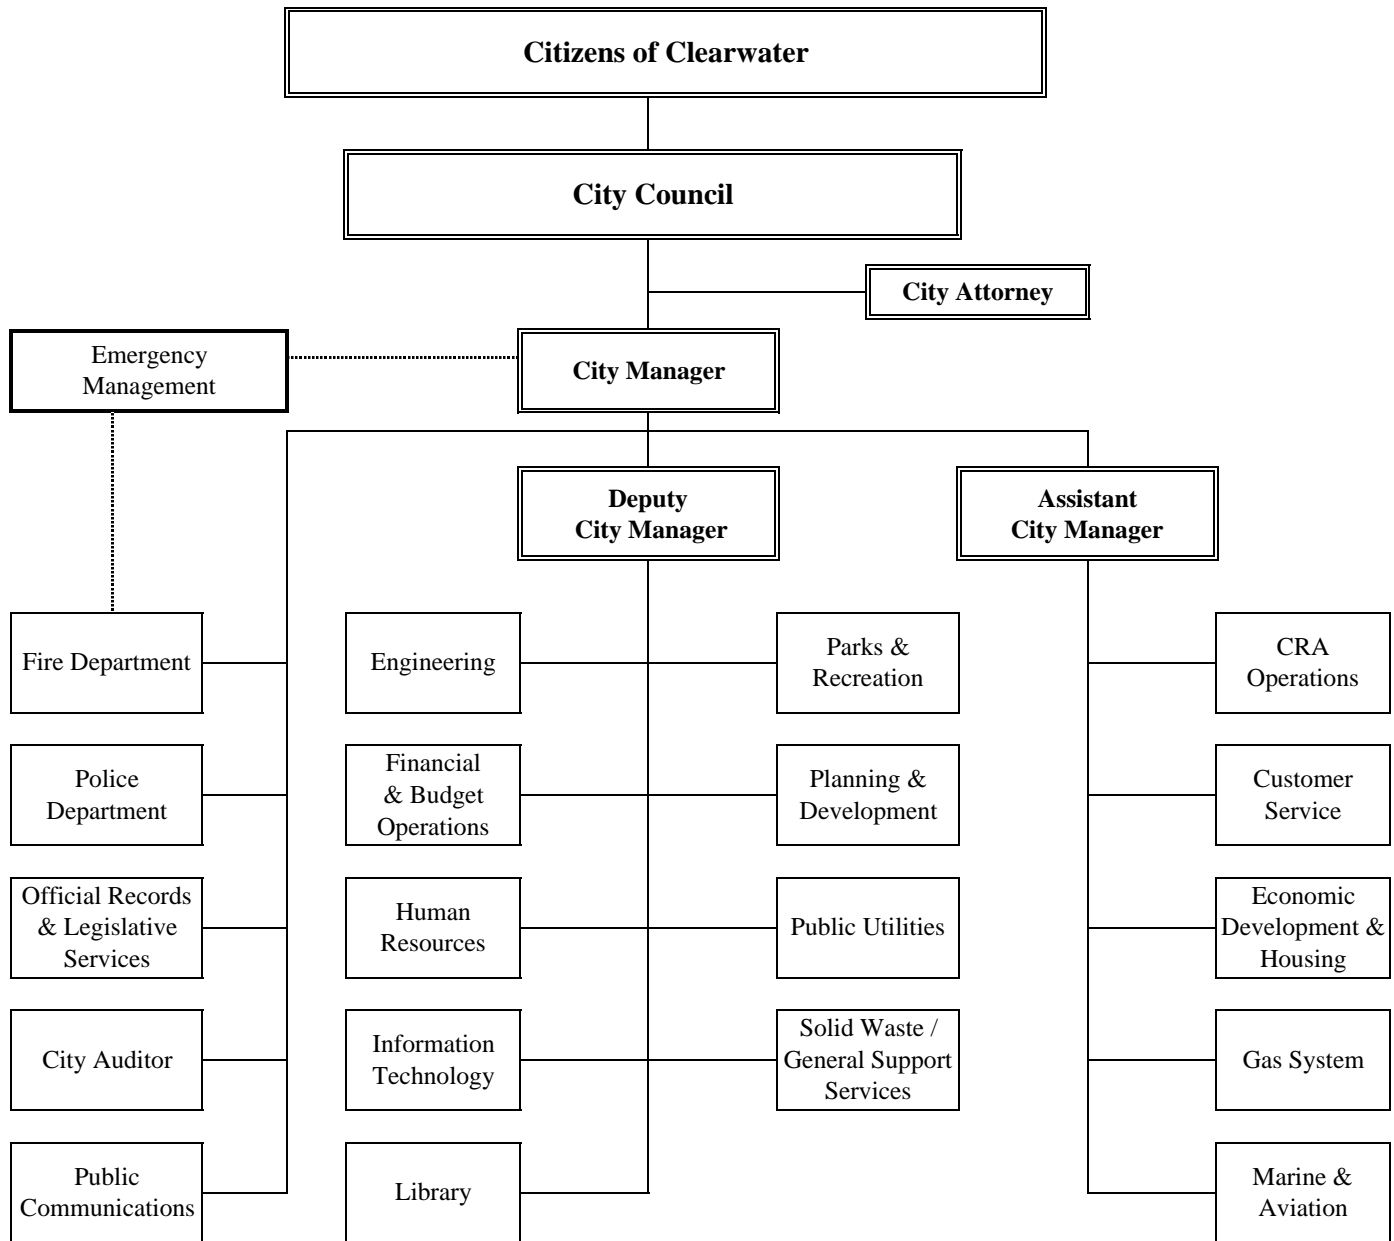 Citizens of Clearwater
City Council
City Attorney
Emergency
Management
City Manager
Deputy
City Manager
Assistant
City Manager
Fire Department
Engineering
Parks &
Recreation
CRA
Operations
Police
Department
Financial
& Budget
Operations
Planning &
Development
Customer
Service
Official Records
& Legislative
Services
Human
Resources
Public Utilities
Economic
Development &
Housing
City Auditor
Information
Technology
Solid Waste /
General Support
Services
Gas System
Public
Communications
Library
Marine &
Aviation